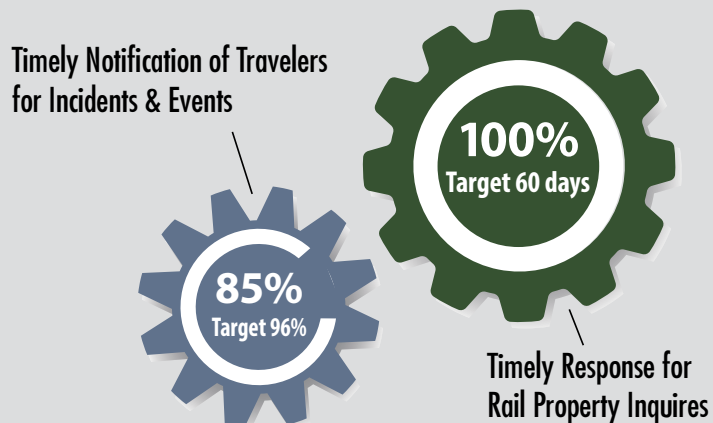 Timely Notification of Travelers
for Incidents & Events
100%
Target 60 days
85%
Target 96%
Timely Response for
Rail Property Inquires